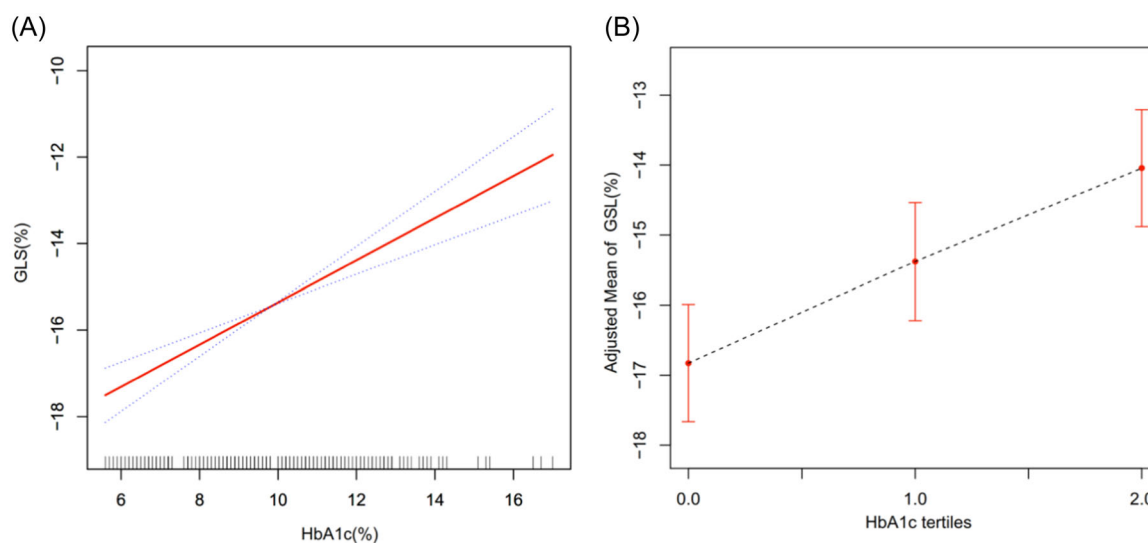 (A)
(B)
GLS(%)
−10
−12
−14
−16
−18
6 8 10 12 14 16
HbA1c(%)
Adjusted Mean of GSL(%)
−13
−14
−15
−16
−17
−18
0.0 1.0 2.0
HbA1c tertiles